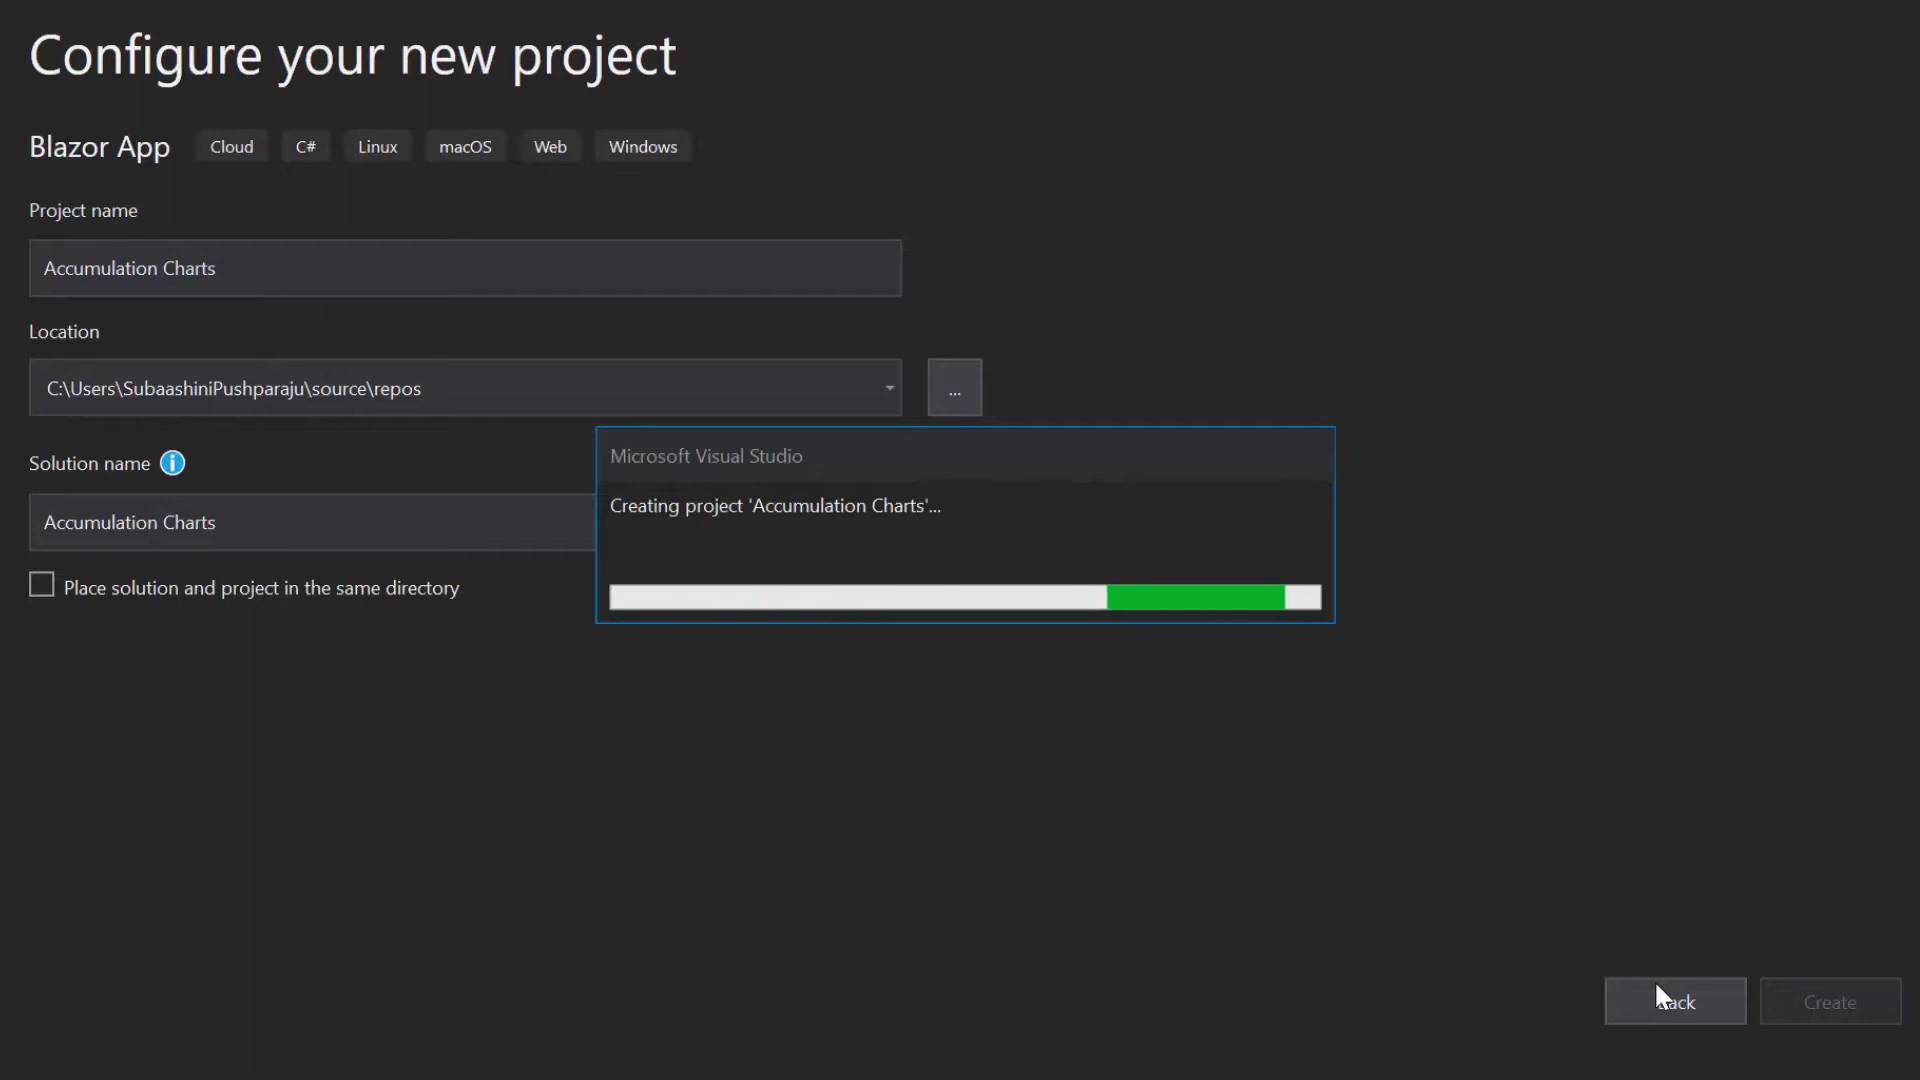 Configure your new project
Blazor App Cloud C# Linux macOS Web Windows
Project name
Accumulation Charts
Location
C:\Users\SubaashiniPushparaju\source\repos
...
Solution name
Accumulation Charts
Place solution and project in the same directory
Microsoft Visual Studio
Creating project 'Accumulation Charts'...
Create